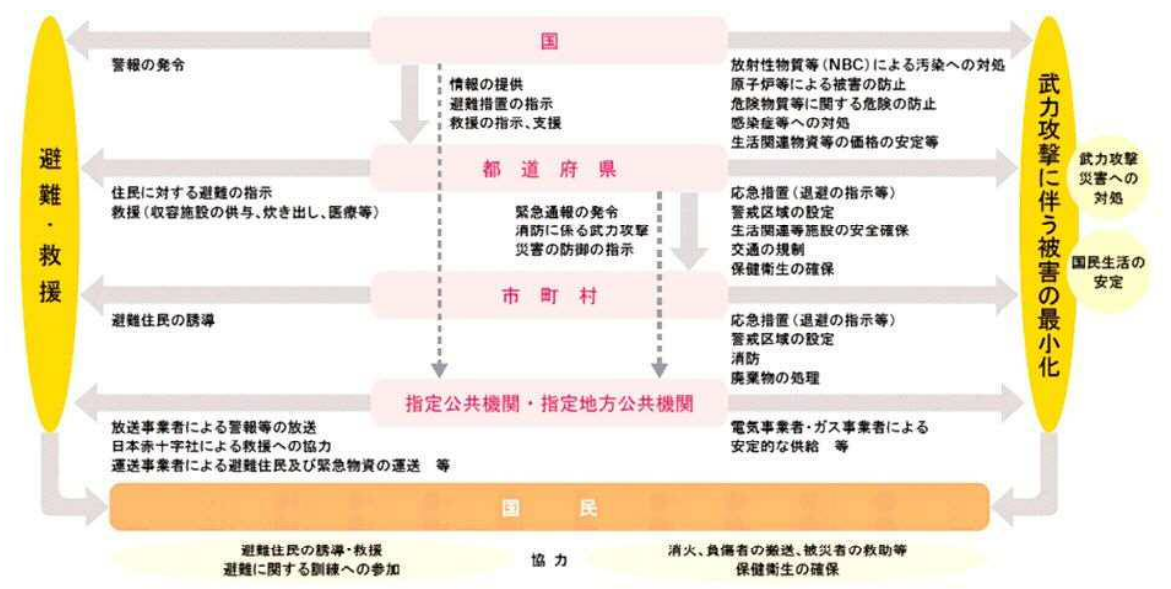 国
警報の発令
情報の提供
避難措置の指示
救援の指示、支援
放射性物質等（NBC）による汚染への対処
原子炉等による被害の防止
危険物質等に関する危険の防止
感染症等への対処
生活関連物資等の価格の安定等
避難・救援
武力攻撃に伴う被害の最小化
武力攻撃
災害への
対処
国民生活の
安定
都道府県
住民に対する避難の指示
救援（収容施設の供与、炊き出し、医療等）
緊急通報の発令
消防に係る武力攻撃
災害の防御の指示
応急措置（退避の指示等）
警戒区域の設定
生活関連等施設の安全確保
交通の規制
保健衛生の確保
市町村
避難住民の誘導
応急措置（退避の指示等）
警戒区域の設定
消防
廃棄物の処理
指定公共機関・指定地方公共機関
放送事業者による警報等の放送
日本赤十字社による救援への協力
運送事業者による避難住民及び緊急物資の運送　等
電気事業者・ガス事業者による
安定的な供給　等
国民
避難住民の誘導・救援
避難に関する訓練への参加
協力
消火、負傷者の搬送、被災者の救助等
保健衛生の確保